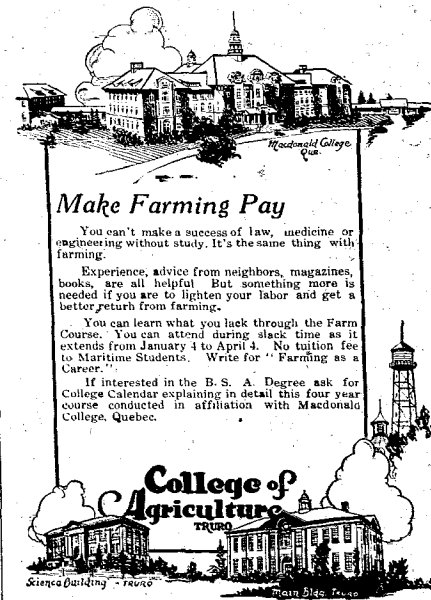 Macdonald College
Que.
Make Farming Pay
You can't make a success of law, medicine or
engineering without study. It's the same thing with
farming.
Experience, advice from neighbors, magazines,
books, are all helpful But something more is
needed if you are to lighten your labor and get a
better returh from farming.
You can learn what you lack through the Farm
Course. You can attend during slack time as it
extends from January 4 to April 4. No tuition fee
to Maritime Students. Write for "Farming as a
Career."
If interested in the B. S. A. Degree ask for
College Calendar explaining in detail this four year
course conducted in affiliation with Macdonald
College, Quebec.
College of
Agriculture
TRURO
Science Building - TRURO
Main Bldg. TRURO